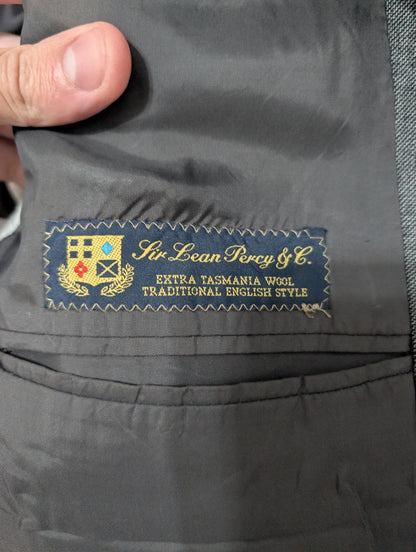 Sir Lean Percy & C.
EXTRA TASMANIA WOOL
TRADITIONAL ENGLISH STYLE